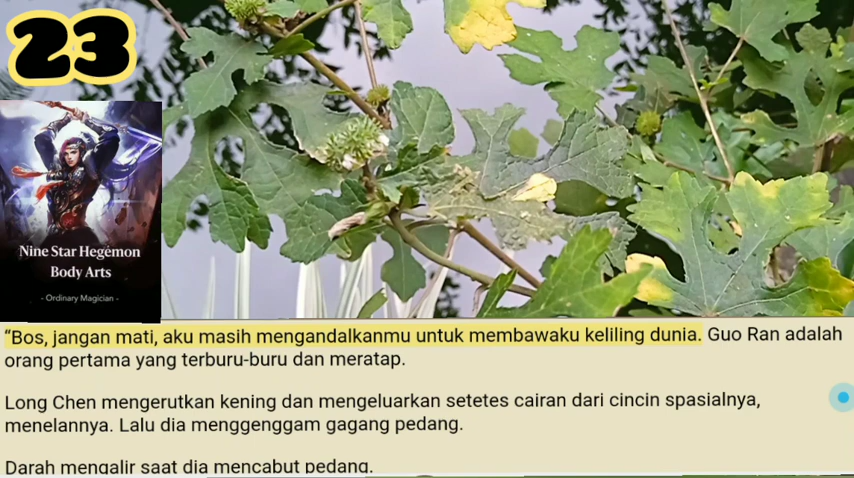 23
Nine Star Hegemon
Body Arts
- Ordinary Magician -
“Bos, jangan mati, aku masih mengandalkanmu untuk membawaku keliling dunia. Guo Ran adalah
orang pertama yang terburu-buru dan meratap.
Long Chen mengerutkan kening dan mengeluarkan setetes cairan dari cincin spasialnya,
menelannya. Lalu dia menggenggam gagang pedang.
Darah mengalir saat dia mencabut pedang.